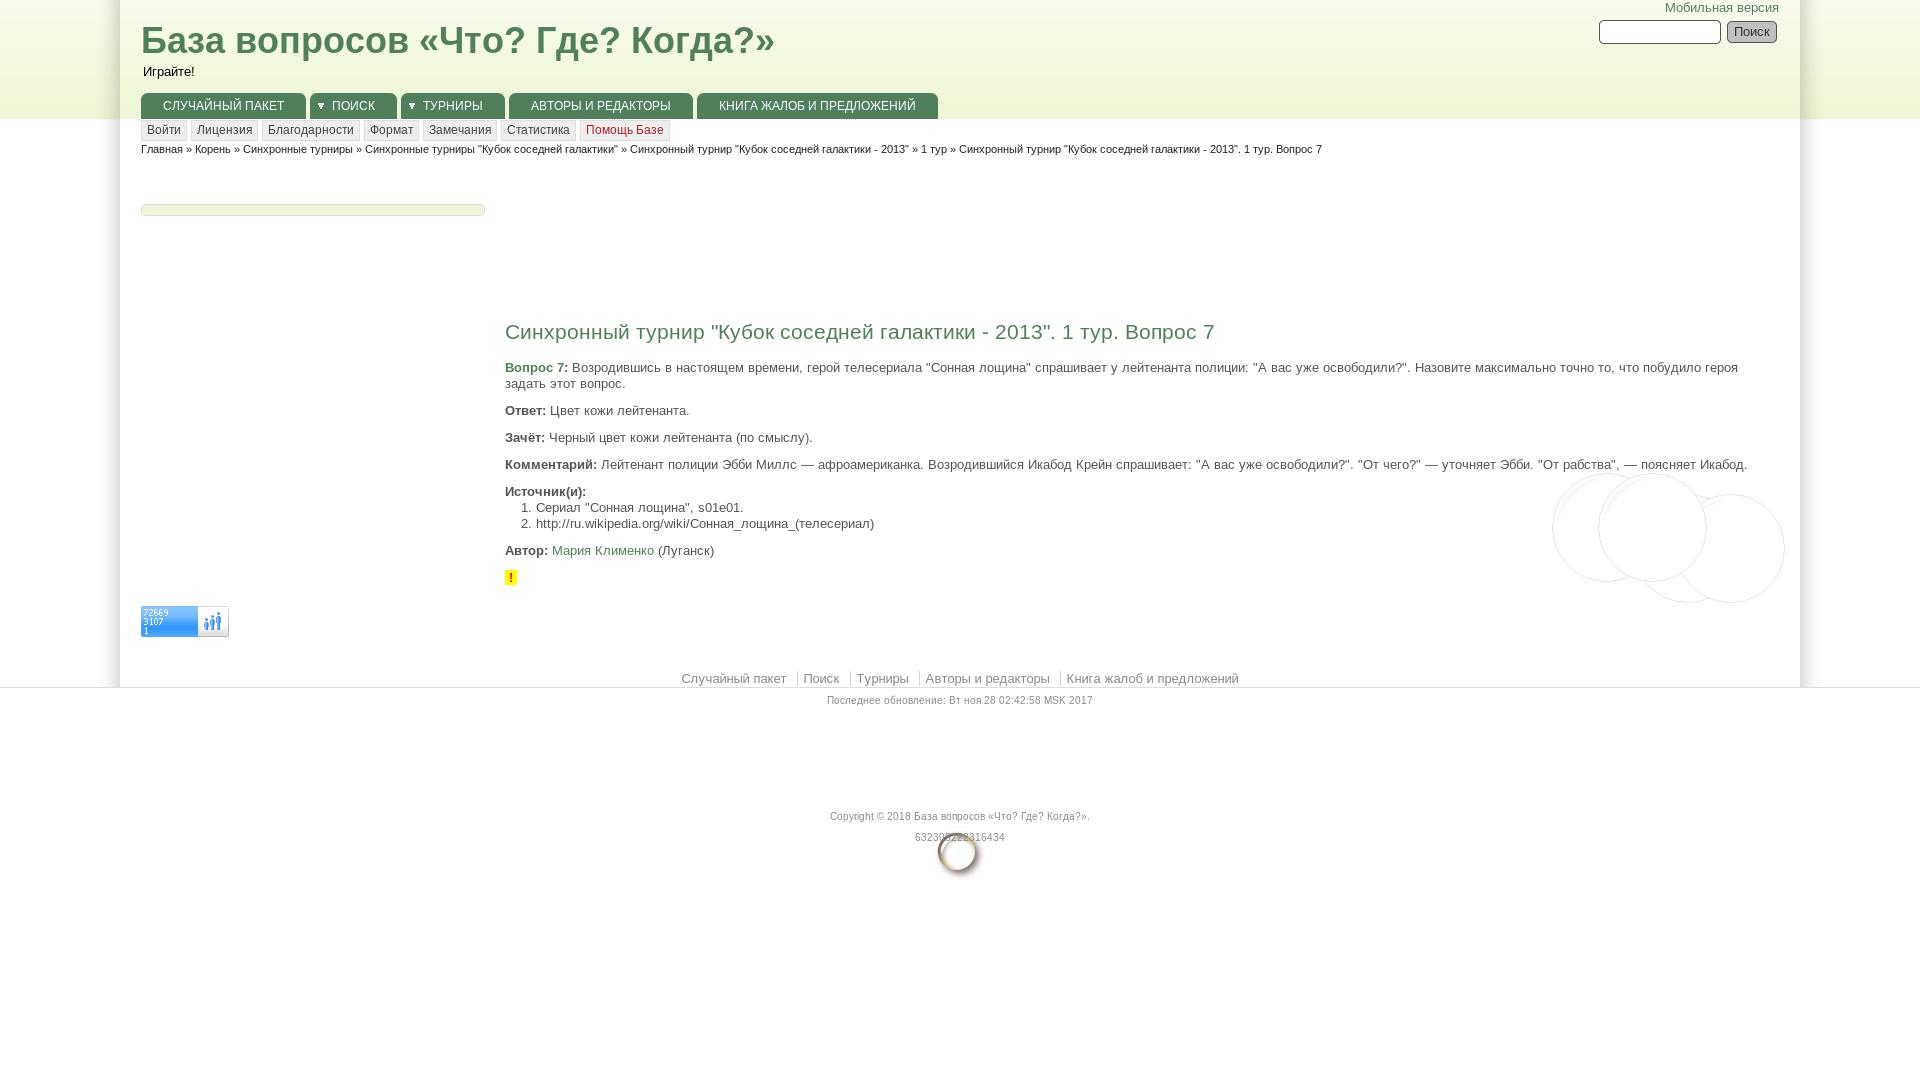 Мобильная версия
База вопросов «Что? Где? Когда?»
Поиск
Играйте!
СЛУЧАЙНЫЙ ПАКЕТ ПОИСК ТУРНИРЫ АВТОРЫ И РЕДАКТОРЫ КНИГА ЖАЛОБ И ПРЕДЛОЖЕНИЙ
Войти Лицензия Благодарности Формат Замечания Статистика Помощь Базе
Главная » Корень » Синхронные турниры » Синхронные турниры "Кубок соседней галактики" » Синхронный турнир "Кубок соседней галактики - 2013" » 1 тур » Синхронный турнир "Кубок соседней галактики - 2013". 1 тур. Вопрос 7
Синхронный турнир "Кубок соседней галактики - 2013". 1 тур. Вопрос 7
Вопрос 7: Возродившись в настоящем времени, герой телесериала "Сонная лощина" спрашивает у лейтенанта полиции: "А вас уже освободили?". Назовите максимально точно то, что побудило героя
задать этот вопрос.
Ответ: Цвет кожи лейтенанта.
Зачёт: Черный цвет кожи лейтенанта (по смыслу).
Комментарий: Лейтенант полиции Эбби Миллс — афроамериканка. Возродившийся Икабод Крейн спрашивает: "А вас уже освободили?". "От чего?" — уточняет Эбби. "От рабства", — поясняет Икабод.
Источник(и):
1. Сериал "Сонная лощина", s01e01.
2. http://ru.wikipedia.org/wiki/Сонная_лощина_(телесериал)
Автор: Мария Клименко (Луганск)
!
72669
3107
1
Случайный пакет Поиск Турниры Авторы и редакторы Книга жалоб и предложений
Последнее обновление: Вт ноя 28 02:42:58 MSK 2017
Copyright © 2018 База вопросов «Что? Где? Когда?».